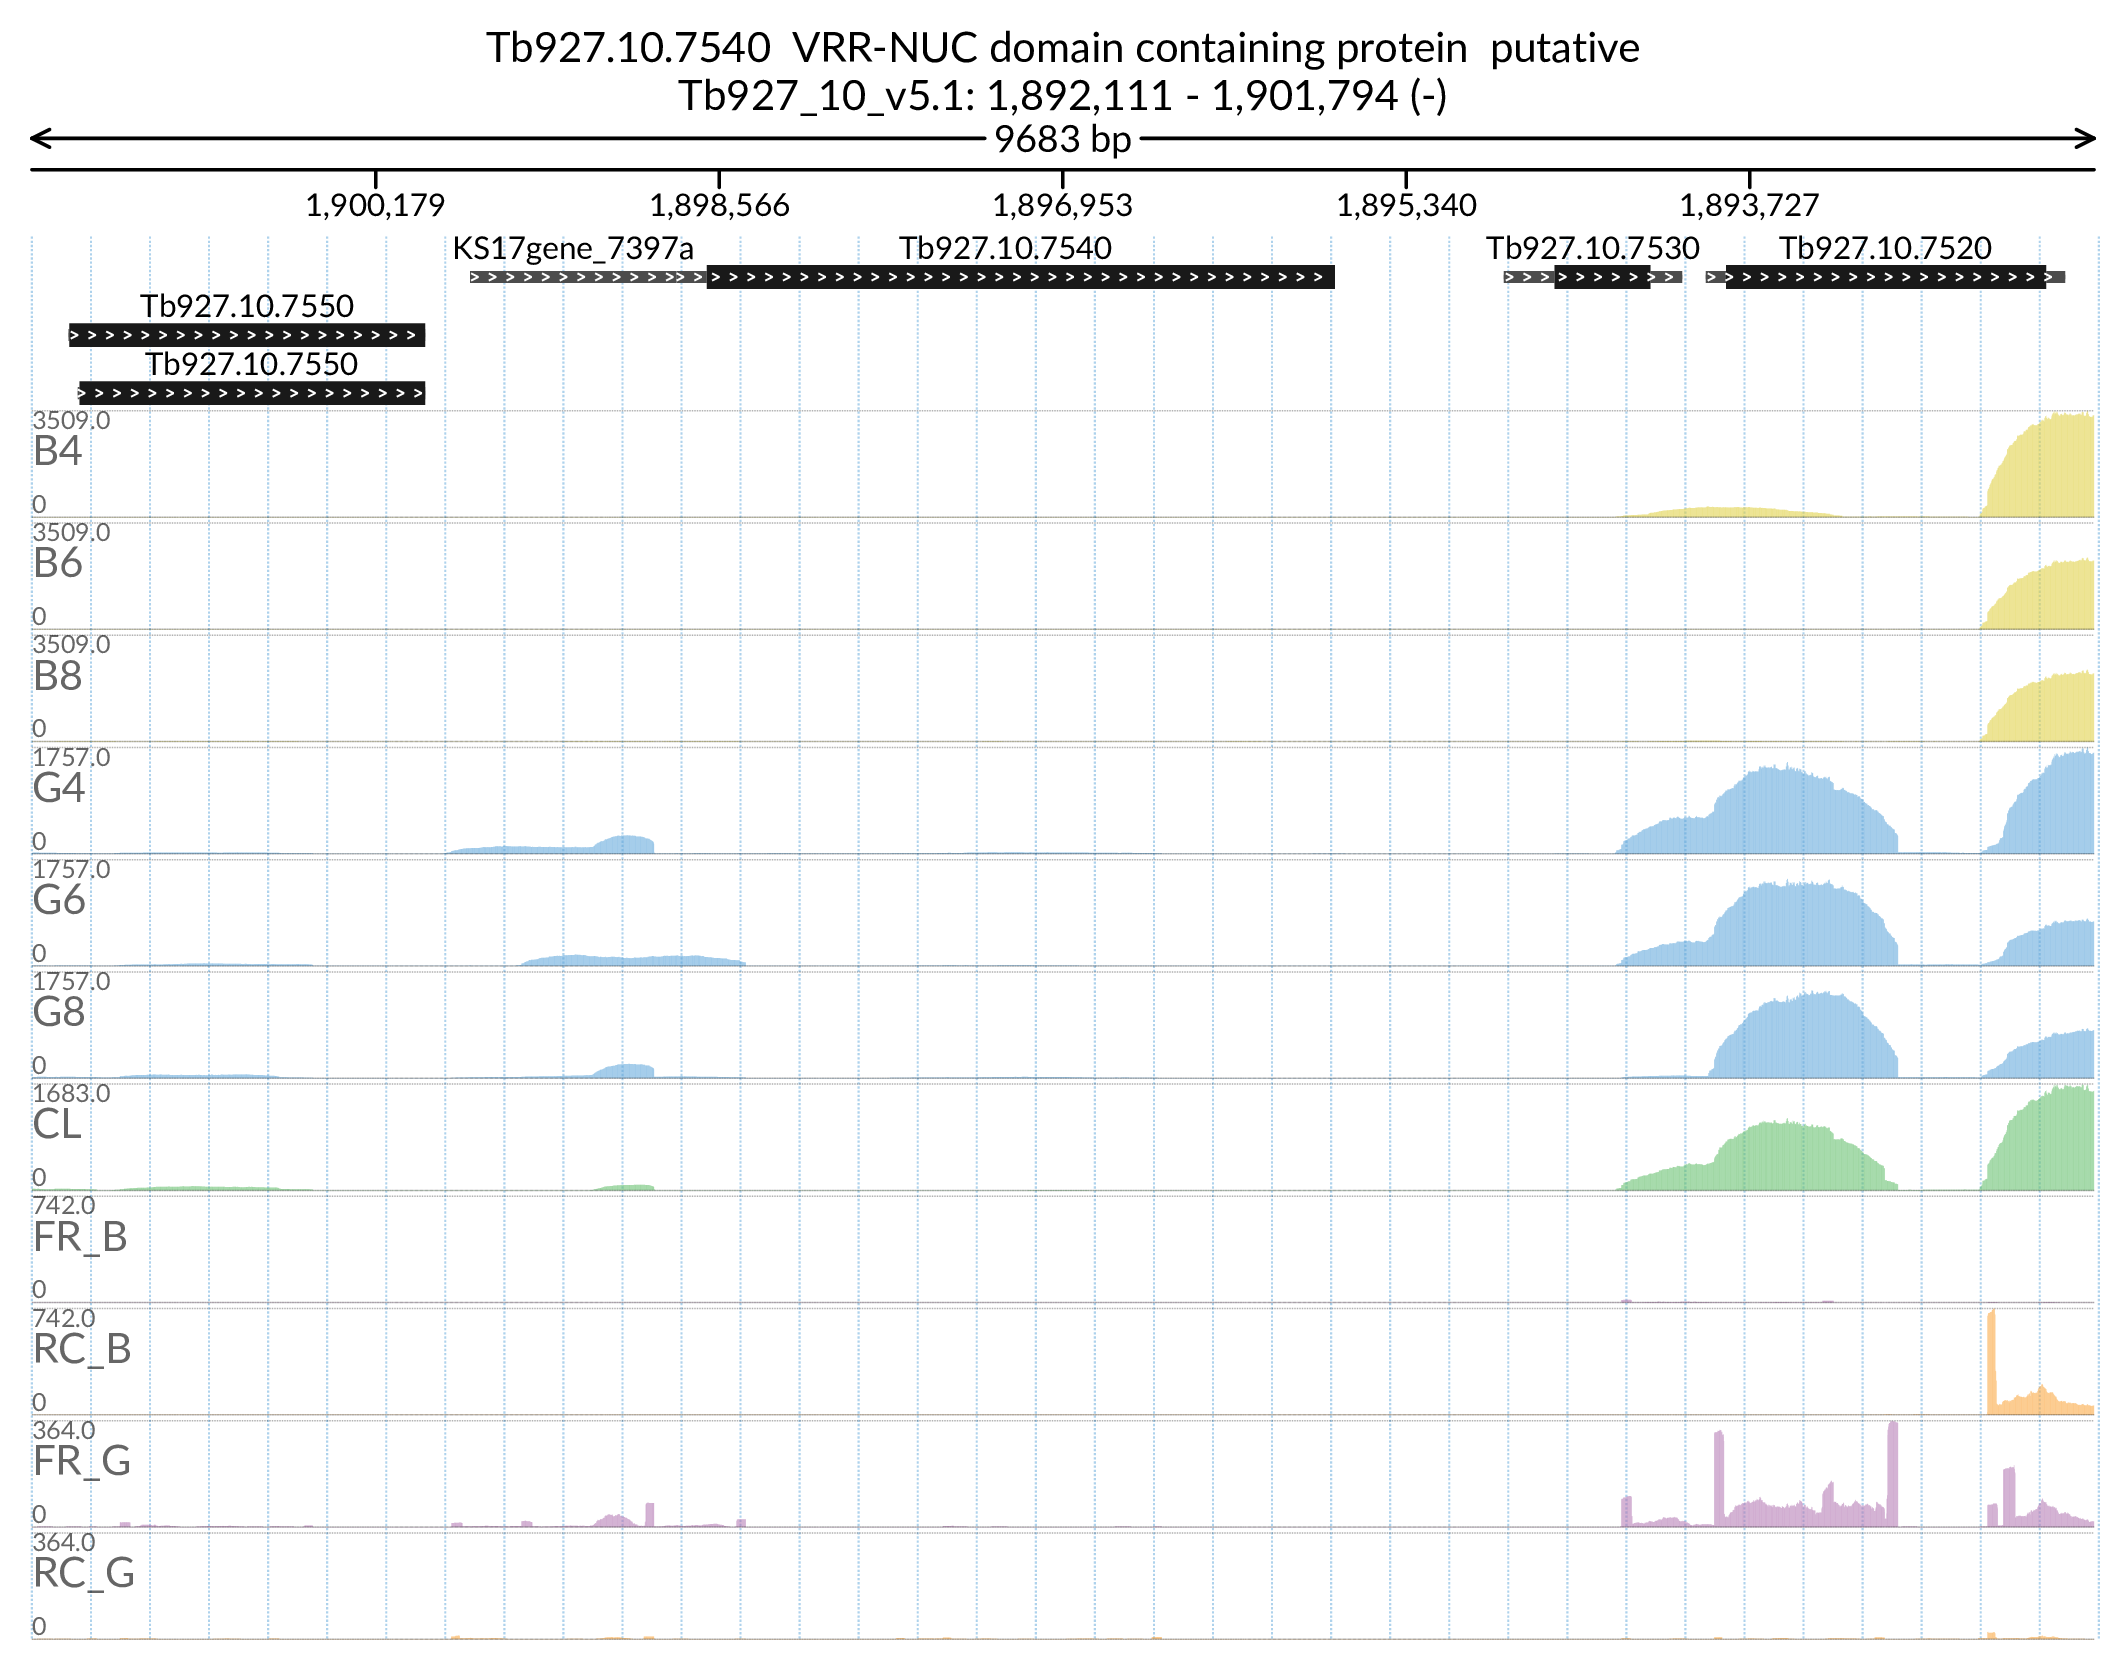 Tb927.10.7540  VRR-NUC domain containing protein  putative
Tb927_10_v5.1: 1,892,111 - 1,901,794 (-)
9683 bp
1,900,179 1,898,566 1,896,953 1,895,340 1,893,727
KS17gene_7397a Tb927.10.7540 Tb927.10.7530 Tb927.10.7520
Tb927.10.7550
Tb927.10.7550
3509.0
B4
0
3509.0
B6
0
3509.0
B8
0
1757.0
G4
0
1757.0
G6
0
1757.0
G8
0
1683.0
CL
0
742.0
FR_B
0
742.0
RC_B
0
364.0
FR_G
0
364.0
RC_G
0